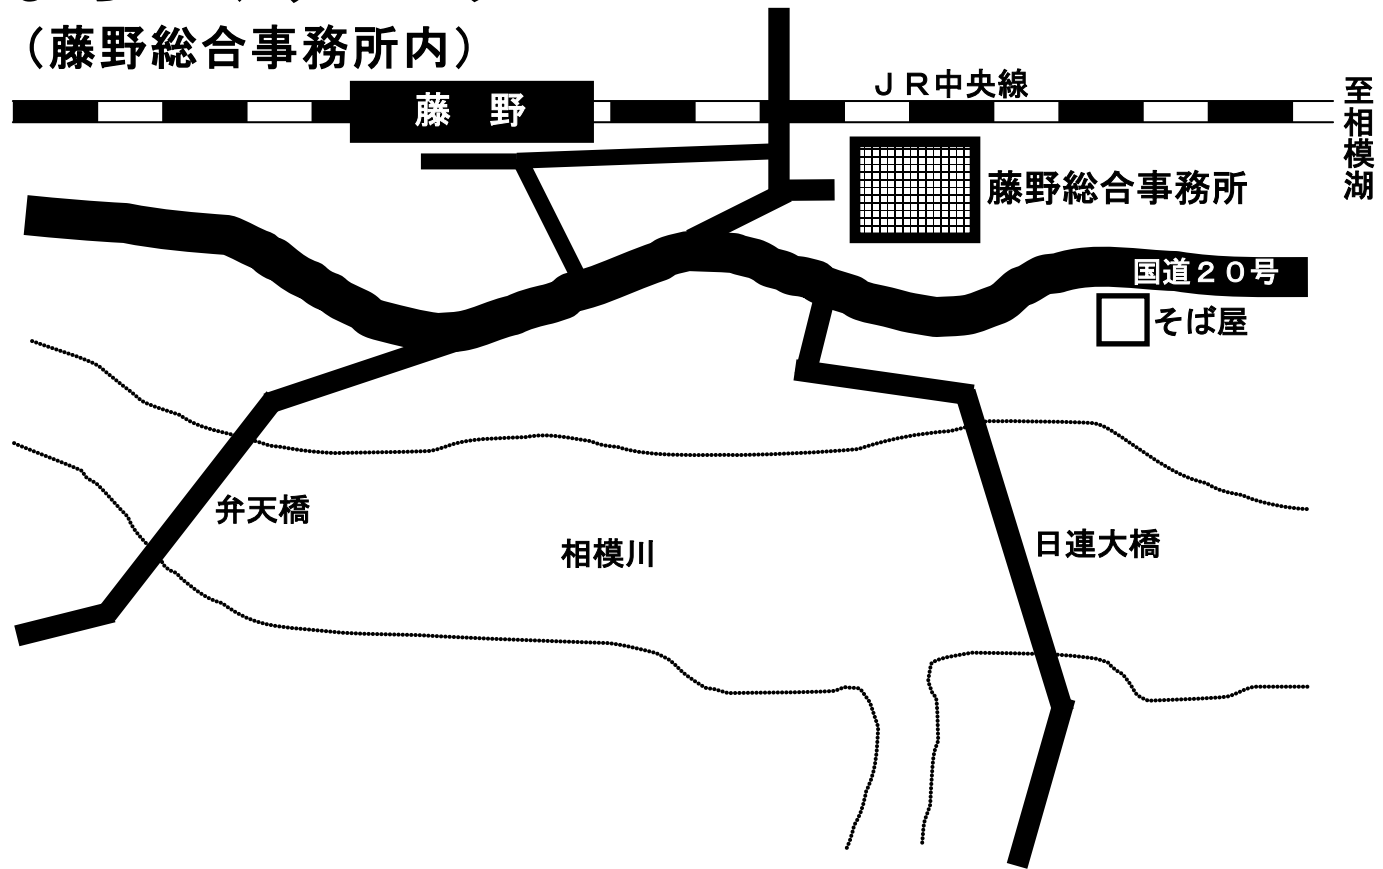 (藤野総合事務所内)
JR中央線
藤 野
至相模湖
藤野総合事務所
国道20号
そば屋
弁天橋
相模川
日連大橋